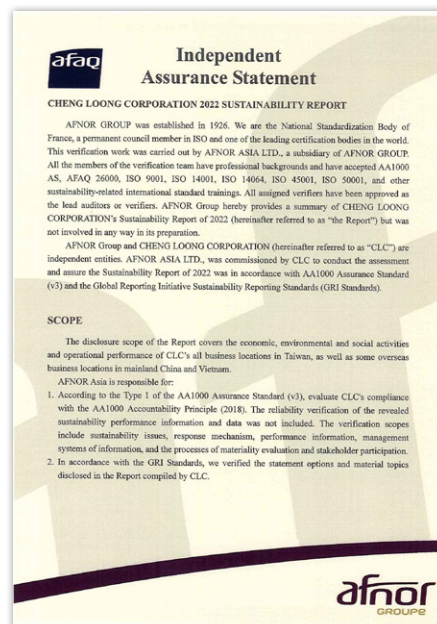 afaq
Independent
Assurance Statement
CHENG LOONG CORPORATION 2022 SUSTAINABILITY REPORT
AFNOR GROUP was established in 1926. We are the National Standardization Body of
France, a permanent council member in ISO and one of the leading certification bodies in the world.
This verification work was carried out by AFNOR ASIA LTD., a subsidiary of AFNOR GROUP.
All the members of the verification team have professional backgrounds and have accepted AA1000
AS, AFAQ 26000, ISO 9001, ISO 14001, ISO 14064, ISO 45001, ISO 50001, and other
sustainability-related international standard trainings. All assigned verifiers have been approved as
the lead auditors or verifiers. AFNOR Group hereby provides a summary of CHENG LOONG
CORPORATION's Sustainability Report of 2022 (hereinafter referred to as “the Report”) but was
not involved in any way in its preparation.
AFNOR Group and CHENG LOONG CORPORATION (hereinafter referred to as “CLC”) are
independent entities. AFNOR ASIA LTD., was commissioned by CLC to conduct the assessment
and assure the Sustainability Report of 2022 was in accordance with AA1000 Assurance Standard
(v3) and the Global Reporting Initiative Sustainability Reporting Standards (GRI Standards).
SCOPE
The disclosure scope of the Report covers the economic, environmental and social activities
and operational performance of CLC's all business locations in Taiwan, as well as some overseas
business locations in mainland China and Vietnam.
AFNOR Asia is responsible for:
1. According to the Type 1 of the AA1000 Assurance Standard (v3), evaluate CLC's compliance
with the AA1000 Accountability Principle (2018). The reliability verification of the revealed
sustainability performance information and data was not included. The verification scopes
include sustainability issues, response mechanism, performance information, management
systems of information, and the processes of materiality evaluation and stakeholder participation.
2. In accordance with the GRI Standards, we verified the statement options and material topics
disclosed in the Report compiled by CLC.
afnor
GROUPE